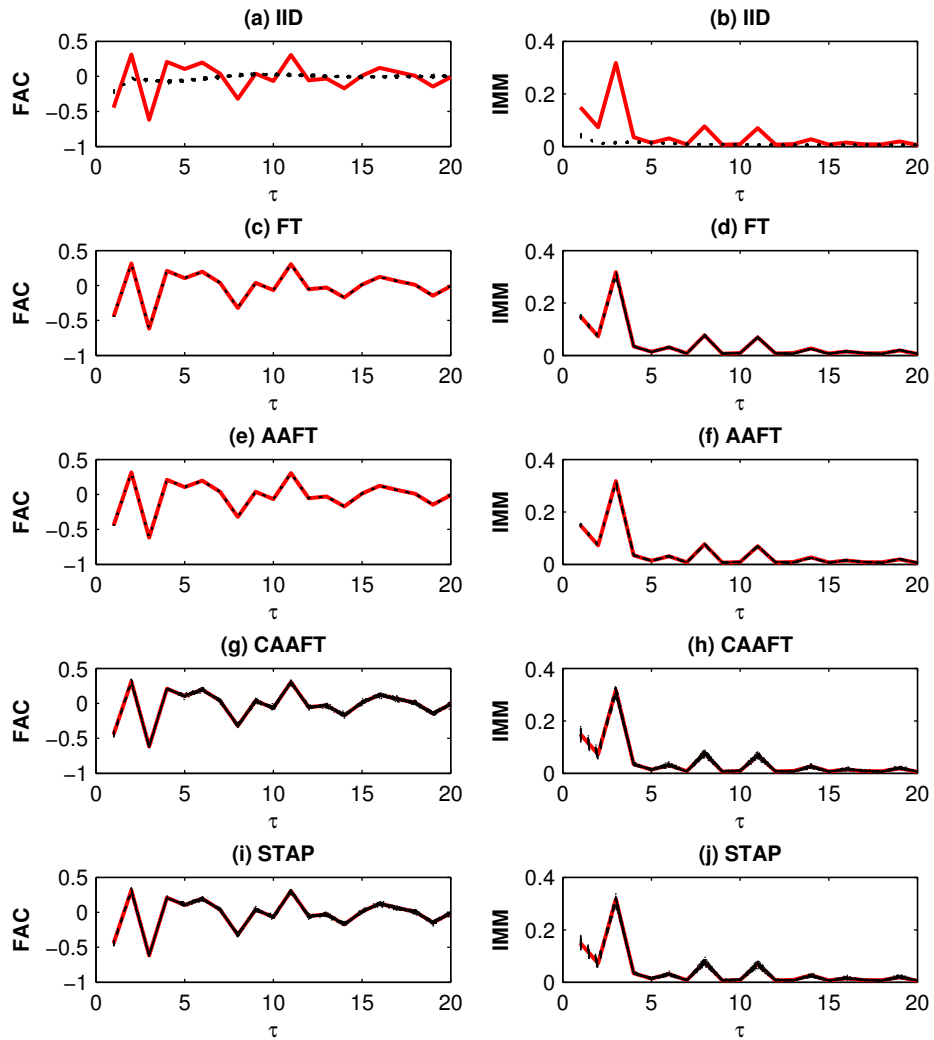 (a) IID
FAC
0.5
0
−0.5
−1
0 5 10 15 20
τ
(b) IID
IMM
0.4
0.2
0
0 5 10 15 20
τ
(c) FT
FAC
0.5
0
−0.5
−1
0 5 10 15 20
τ
(d) FT
IMM
0.4
0.2
0
0 5 10 15 20
τ
(e) AAFT
FAC
0.5
0
−0.5
−1
0 5 10 15 20
τ
(f) AAFT
IMM
0.4
0.2
0
0 5 10 15 20
τ
(g) CAAFT
FAC
0.5
0
−0.5
−1
0 5 10 15 20
τ
(h) CAAFT
IMM
0.4
0.2
0
0 5 10 15 20
τ
(i) STAP
FAC
0.5
0
−0.5
−1
0 5 10 15 20
τ
(j) STAP
IMM
0.4
0.2
0
0 5 10 15 20
τ